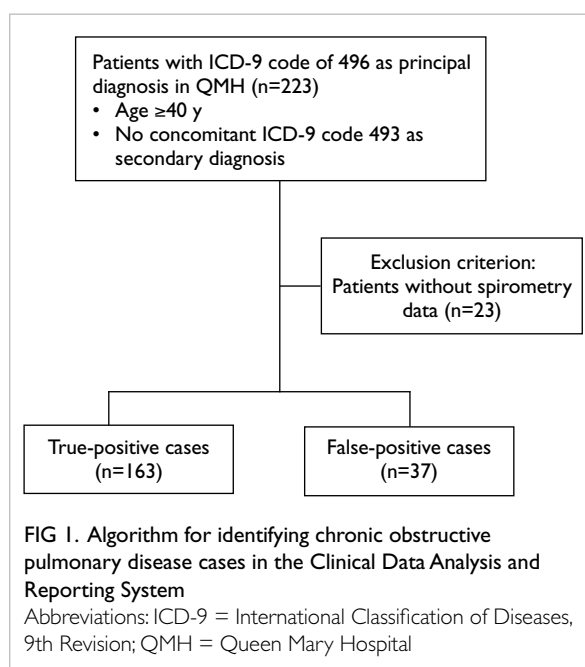 Patients with ICD-9 code of 496 as principal
diagnosis in QMH (n=223)
• Age ≥40 y
• No concomitant ICD-9 code 493 as
secondary diagnosis
Exclusion criterion:
Patients without spirometry
data (n=23)
True-positive cases
(n=163)
False-positive cases
(n=37)
FIG 1. Algorithm for identifying chronic obstructive
pulmonary disease cases in the Clinical Data Analysis and
Reporting System
Abbreviations: ICD-9 = International Classification of Diseases,
9th Revision; QMH = Queen Mary Hospital